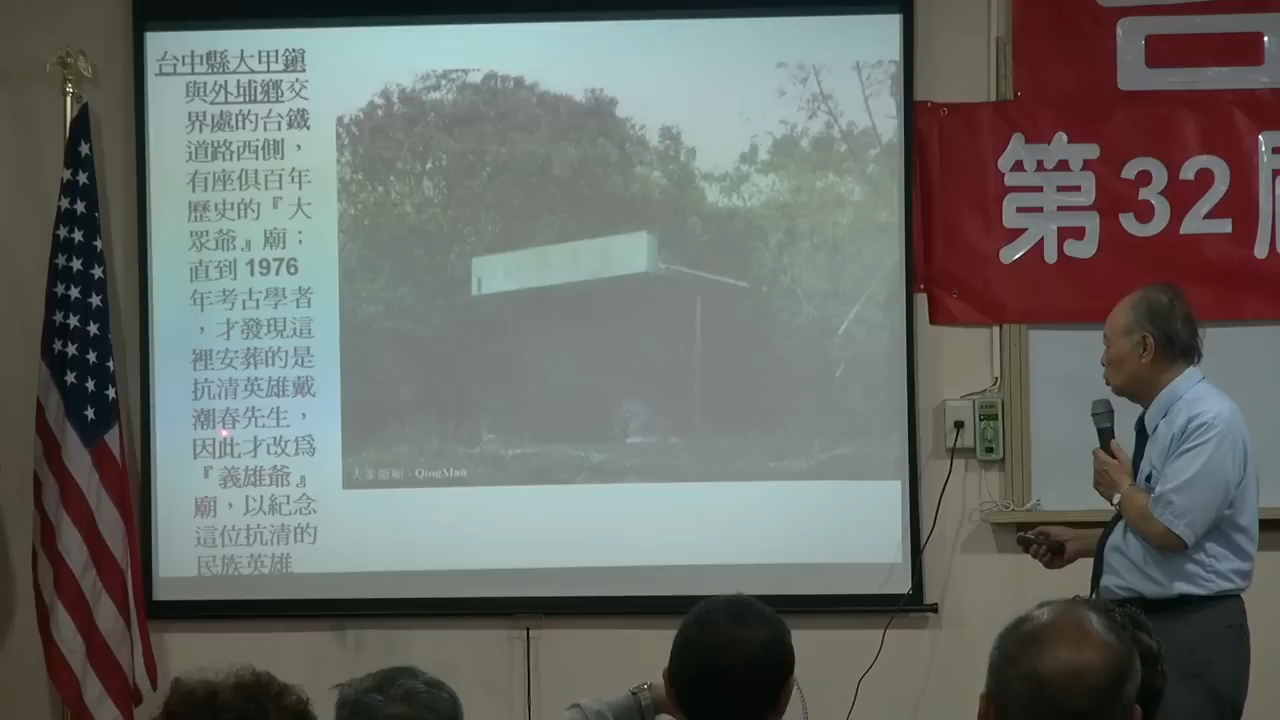 台中縣大甲鎮
與外埔鄉交
界處的台鐵
道路西側，
有座俱百年
歷史的『大
眾爺』廟；
直到 1976
年考古學者
，才發現這
裡安葬的是
抗清英雄戴
潮春先生，
因此才改為
『義雄爺』
廟，以紀念
這位抗清的
民族英雄
QingMan
第32屆